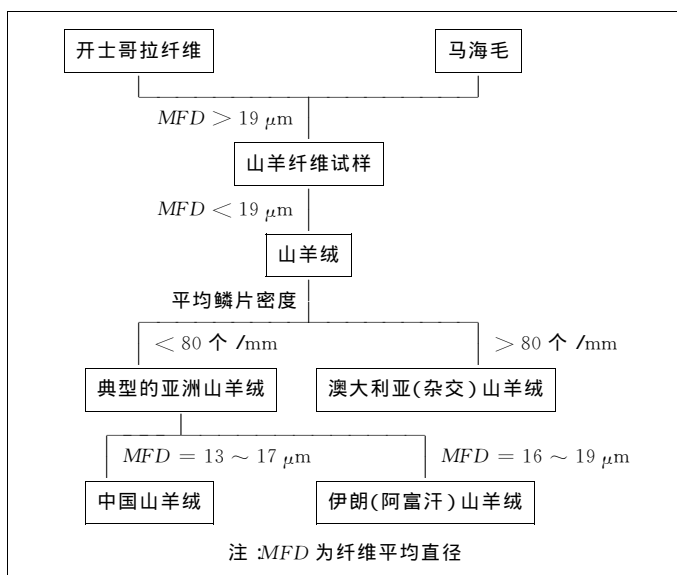 开士哥拉纤维 马海毛
MFD > 19 μm
山羊纤维试样
MFD < 19 μm
山羊绒
平均鳞片密度
< 80 个 /mm > 80 个 /mm
典型的亚洲山羊绒 澳大利亚(杂交)山羊绒
MFD = 13 ~ 17 μm MFD = 16 ~ 19 μm
中国山羊绒 伊朗(阿富汗)山羊绒
注:MFD 为纤维平均直径